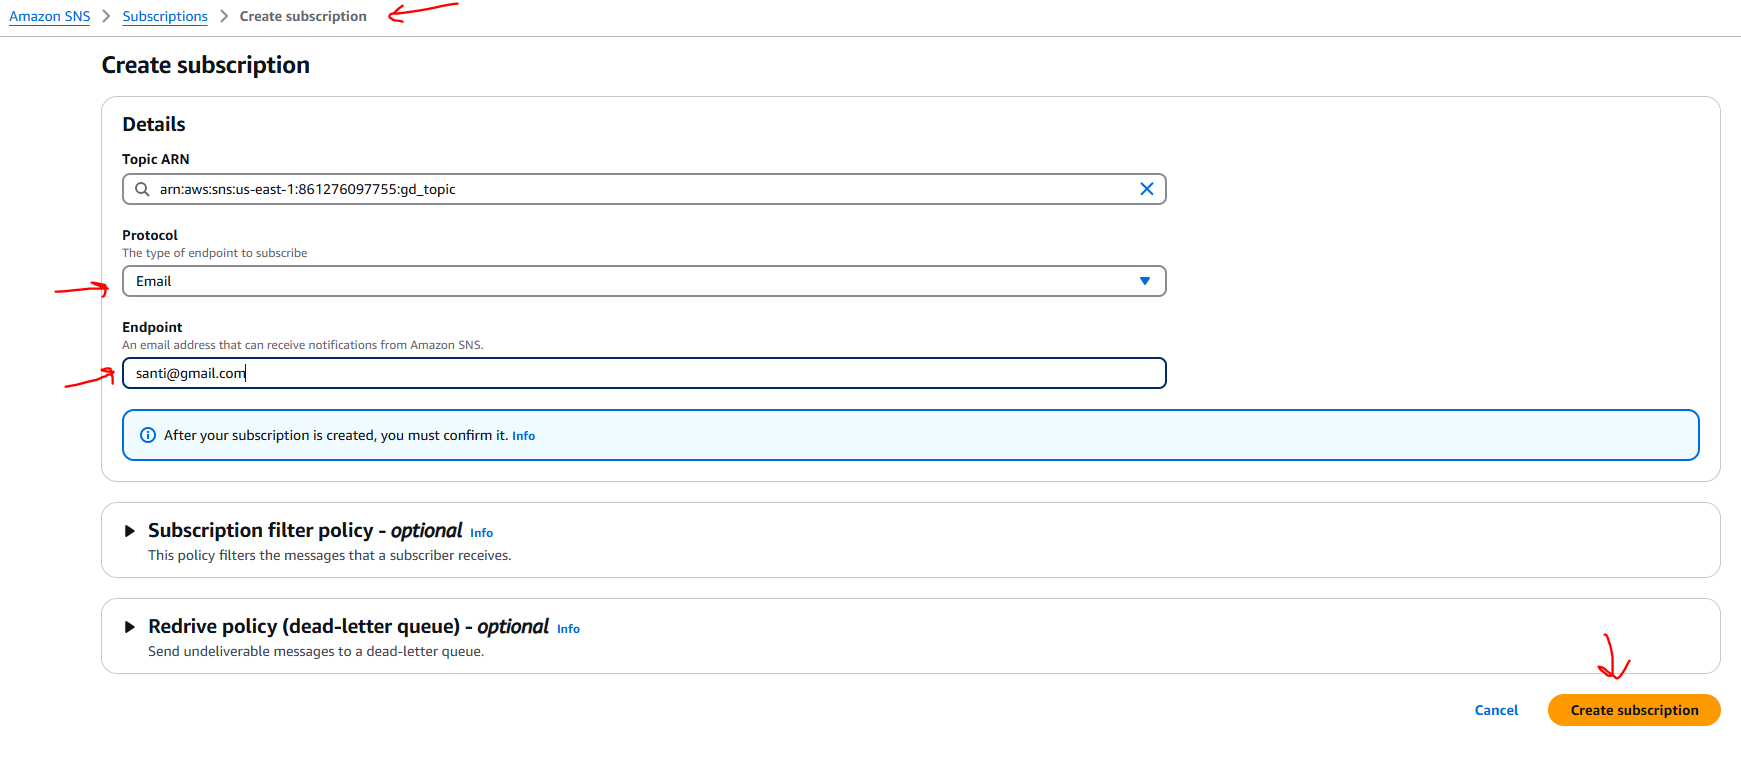 Amazon SNS > Subscriptions > Create subscription
Create subscription
Details
Topic ARN
arn:aws:sns:us-east-1:861276097755:gd_topic
Protocol
The type of endpoint to subscribe
Email
Endpoint
An email address that can receive notifications from Amazon SNS.
santi@gmail.com
After your subscription is created, you must confirm it. Info
Subscription filter policy - optional Info
This policy filters the messages that a subscriber receives.
Redrive policy (dead-letter queue) - optional Info
Send undeliverable messages to a dead-letter queue.
Cancel Create subscription